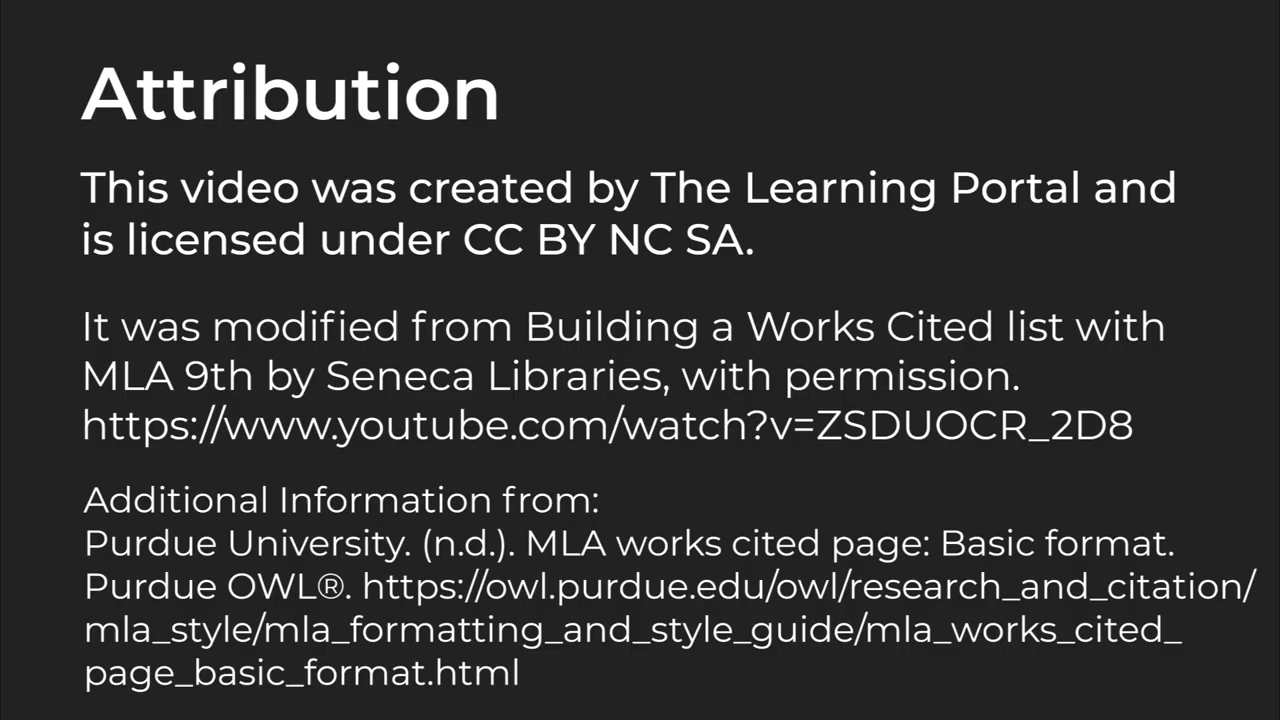 Attribution
This video was created by The Learning Portal and
is licensed under CC BY NC SA.
It was modified from Building a Works Cited list with
MLA 9th by Seneca Libraries, with permission.
https://www.youtube.com/watch?v=ZSDUOCR_2D8
Additional Information from:
Purdue University. (n.d.). MLA works cited page: Basic format.
Purdue OWL®. https://owl.purdue.edu/owl/research_and_citation/
mla_style/mla_formatting_and_style_guide/mla_works_cited_
page_basic_format.html